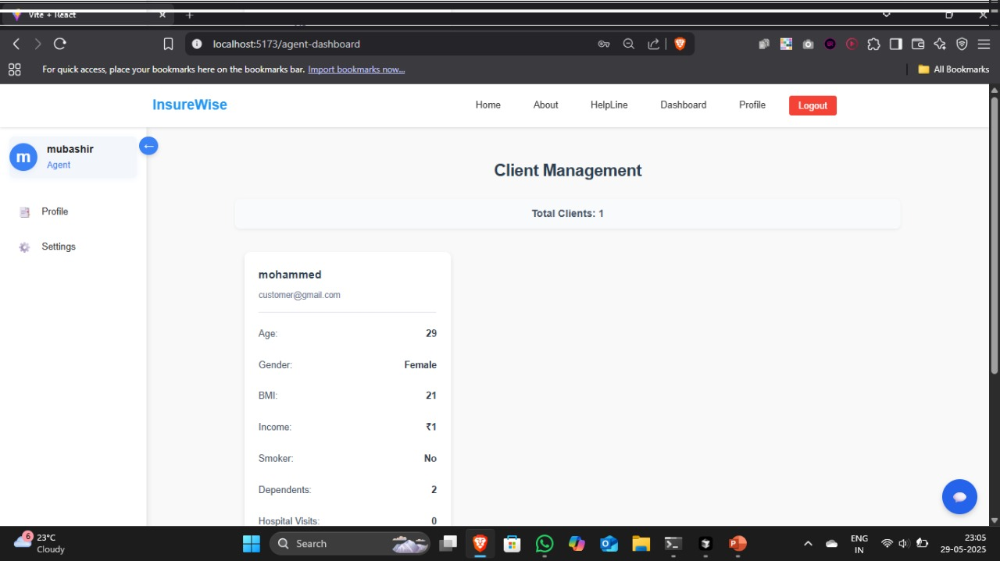 Vite + React
localhost:5173/agent-dashboard
For quick access, place your bookmarks here on the bookmarks bar. Import bookmarks now...
All Bookmarks
InsureWise
Home
About
HelpLine
Dashboard
Profile
Logout
m
mubashir
Agent
←
Profile
Settings
Client Management
Total Clients: 1
mohammed
customer@gmail.com
Age: 29
Gender: Female
BMI: 21
Income: ₹1
Smoker: No
Dependents: 2
Hospital Visits: 0
6
23°C
Cloudy
Search
ENG
IN
23:05
29-05-2025